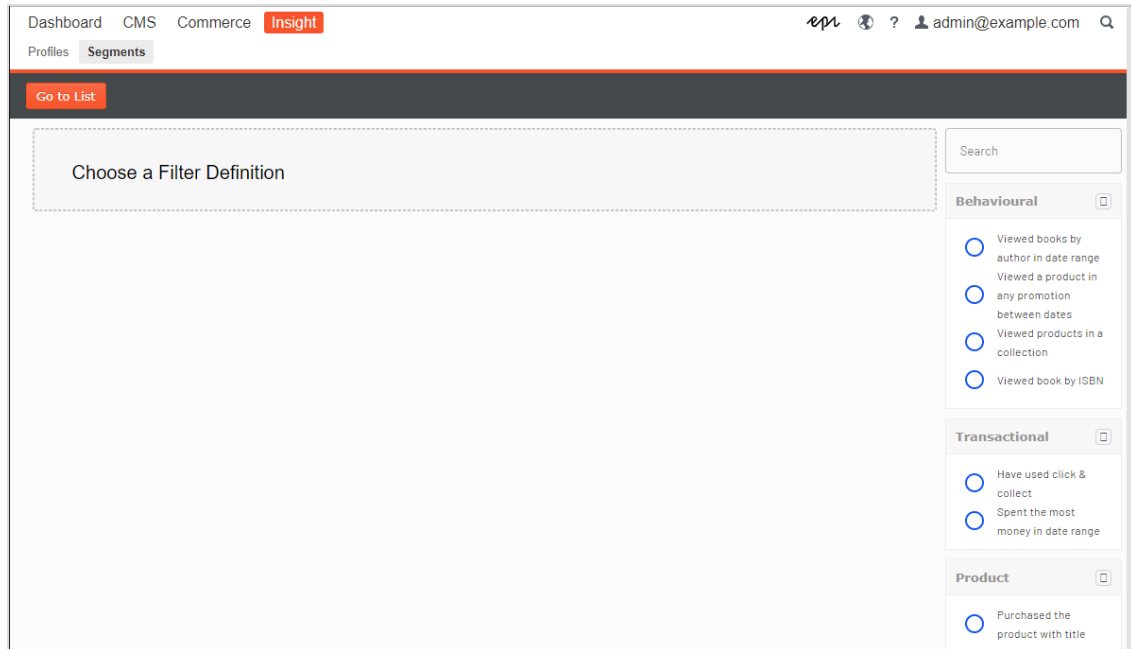 Dashboard CMS Commerce Insight epi ? admin@example.com
Profiles Segments
Go to List
Choose a Filter Definition
Search
Behavioural
Viewed books by
author in date range
Viewed a product in
any promotion
between dates
Viewed products in a
collection
Viewed book by ISBN
Transactional
Have used click &
collect
Spent the most
money in date range
Product
Purchased the
product with title